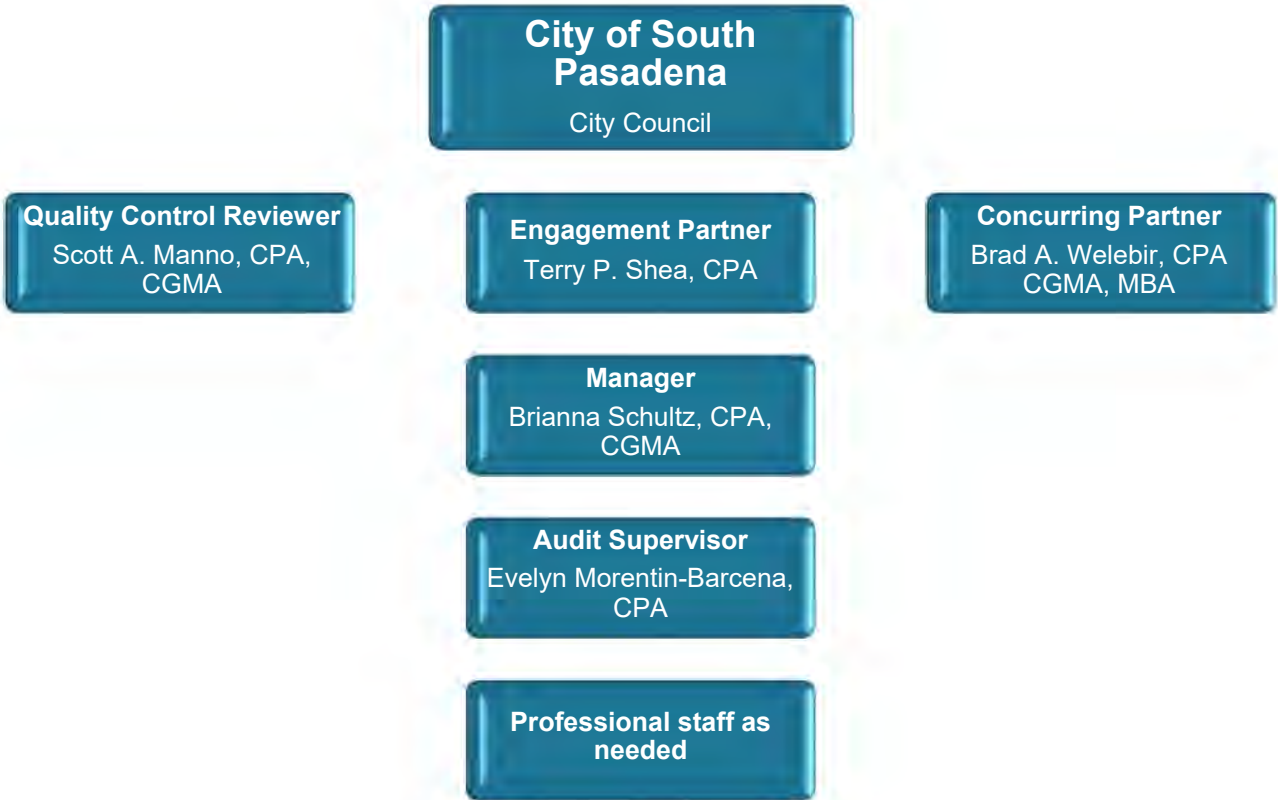 City of South
Pasadena
City Council
Quality Control Reviewer
Scott A. Manno, CPA,
CGMA
Engagement Partner
Terry P. Shea, CPA
Concurring Partner
Brad A. Welebir, CPA
CGMA, MBA
Manager
Brianna Schultz, CPA,
CGMA
Audit Supervisor
Evelyn Morentin-Barcena,
CPA
Professional staff as
needed